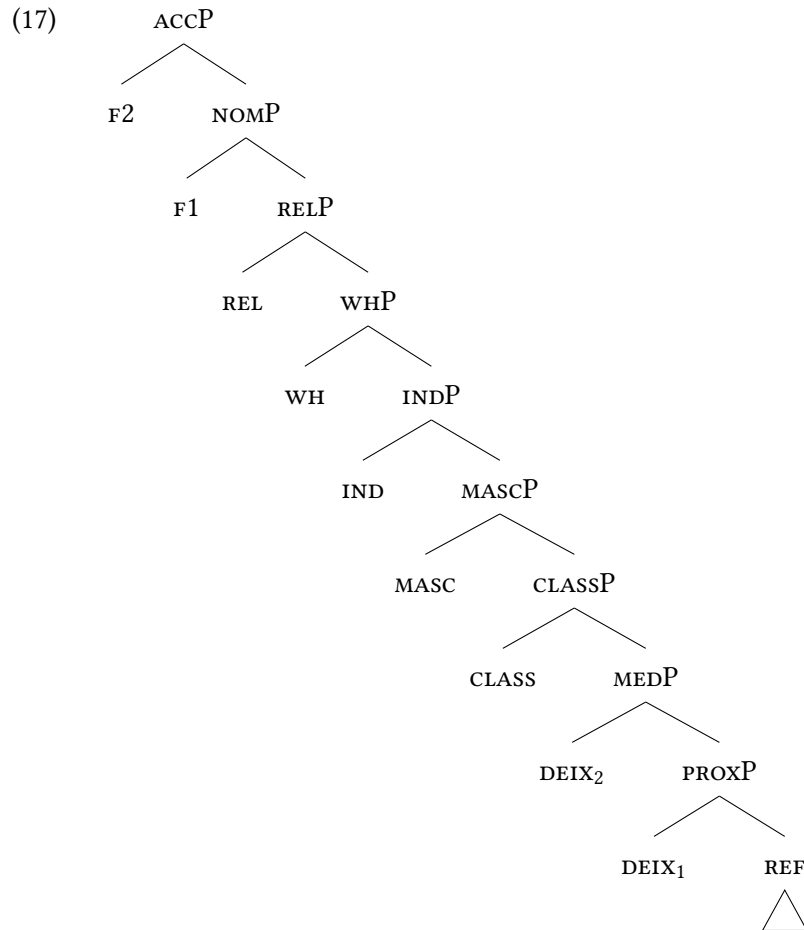 (17) ACCP
F2 NOMP
F1 RELP
REL WHP
WH INDP
IND MASCP
MASC CLASSP
CLASS MEDP
DEIX₂ PROXP
DEIX₁ REF